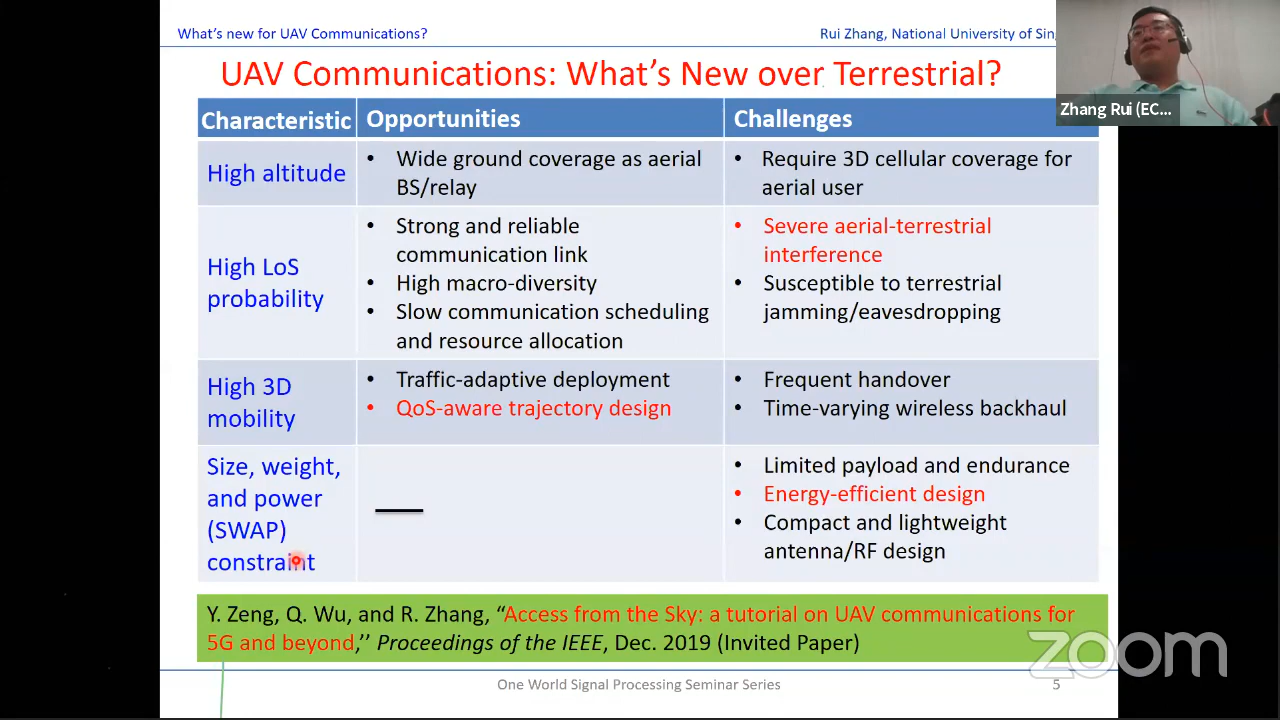 What's new for UAV Communications?
Rui Zhang, National University of Sin
UAV Communications: What's New over Terrestrial?
Zhang Rui (EC...
Characteristic
Opportunities
Challenges
High altitude
• Wide ground coverage as aerial
BS/relay
• Require 3D cellular coverage for
aerial user
High LoS
probability
• Strong and reliable
communication link
• High macro-diversity
• Slow communication scheduling
and resource allocation
• Severe aerial-terrestrial
interference
• Susceptible to terrestrial
jamming/eavesdropping
High 3D
mobility
• Traffic-adaptive deployment
• QoS-aware trajectory design
• Frequent handover
• Time-varying wireless backhaul
Size, weight,
and power
(SWAP)
constraint
• Limited payload and endurance
• Energy-efficient design
• Compact and lightweight
antenna/RF design
Y. Zeng, Q. Wu, and R. Zhang, “Access from the Sky: a tutorial on UAV communications for
5G and beyond,’’ Proceedings of the IEEE, Dec. 2019 (Invited Paper)
zoom
One World Signal Processing Seminar Series
5